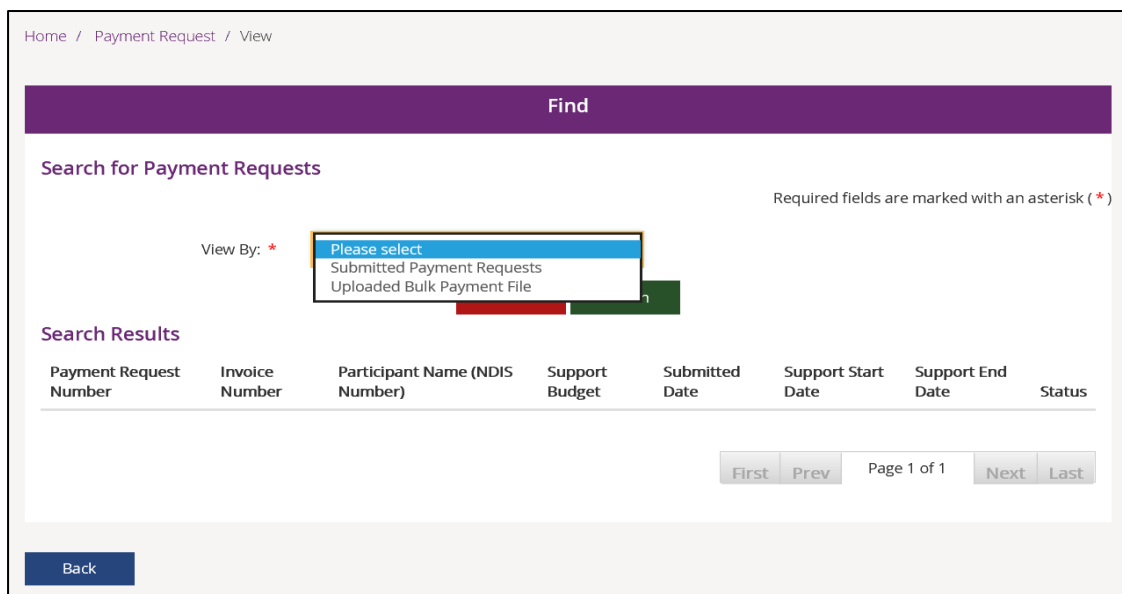 Home / Payment Request / View
Find
Search for Payment Requests
Required fields are marked with an asterisk ( * )
View By: *
Please select
Submitted Payment Requests
Uploaded Bulk Payment File
Search Results
Payment Request Number Invoice Number Participant Name (NDIS Number) Support Budget Submitted Date Support Start Date Support End Date Status
First Prev Page 1 of 1 Next Last
Back